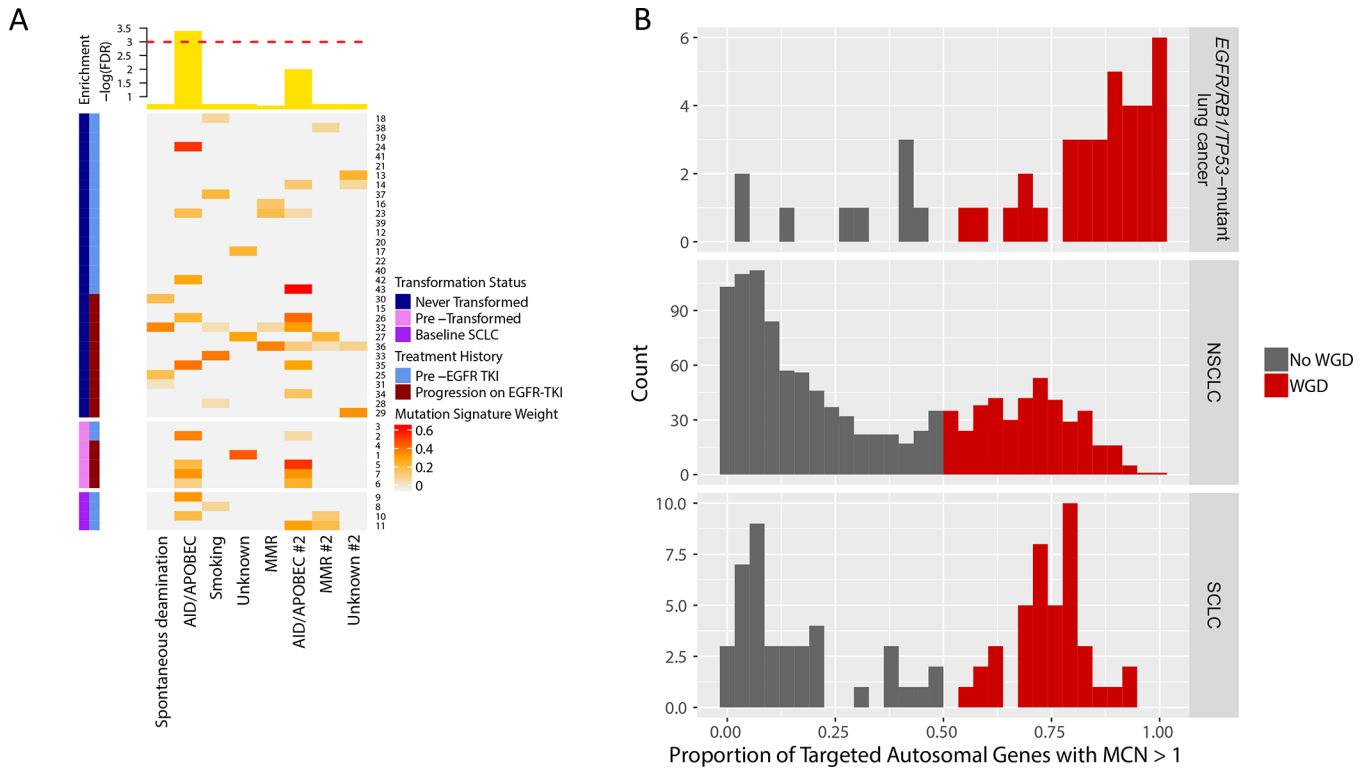 A
Enrichment
−log(FDR)
3.5
3
2.5
2
1.5
1
18
38
19
24
41
21
13
14
37
16
23
39
12
20
17
22
40
42
43
30
15
26
32
27
36
33
35
25
31
34
28
29
3
2
4
1
5
7
6
9
8
10
11
Spontaneous deamination
AID/APOBEC
Smoking
Unknown
MMR
AID/APOBEC #2
MMR #2
Unknown #2
Transformation Status
Never Transformed
Pre −Transformed
Baseline SCLC
Treatment History
Pre −EGFR TKI
Progression on EGFR-TKI
Mutation Signature Weight
0.6
0.4
0.2
0
B
Count
6
4
2
0
EGFR/RB1/TP53−mutant
lung cancer
90
60
30
0
NSCLC
10.0
7.5
5.0
2.5
0.0
SCLC
0.00 0.25 0.50 0.75 1.00
Proportion of Targeted Autosomal Genes with MCN > 1
No WGD
WGD